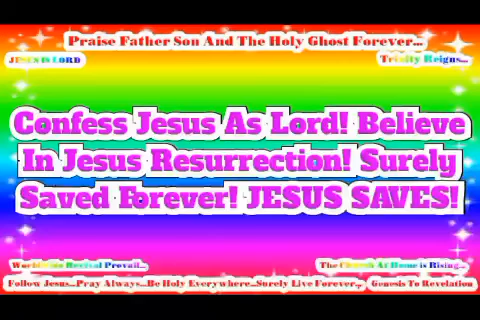 Praise Father Son And The Holy Ghost Forever...
JESUS IS LORD
Trinity Reigns...
Confess Jesus As Lord! Believe
In Jesus Resurrection! Surely
Saved Forever! JESUS SAVES!
Worldwide Revival Prevail...
The Church At Home is Rising...
Follow Jesus...Pray Always...Be Holy Everywhere...Surely Live Forever...
Genesis To Revelation